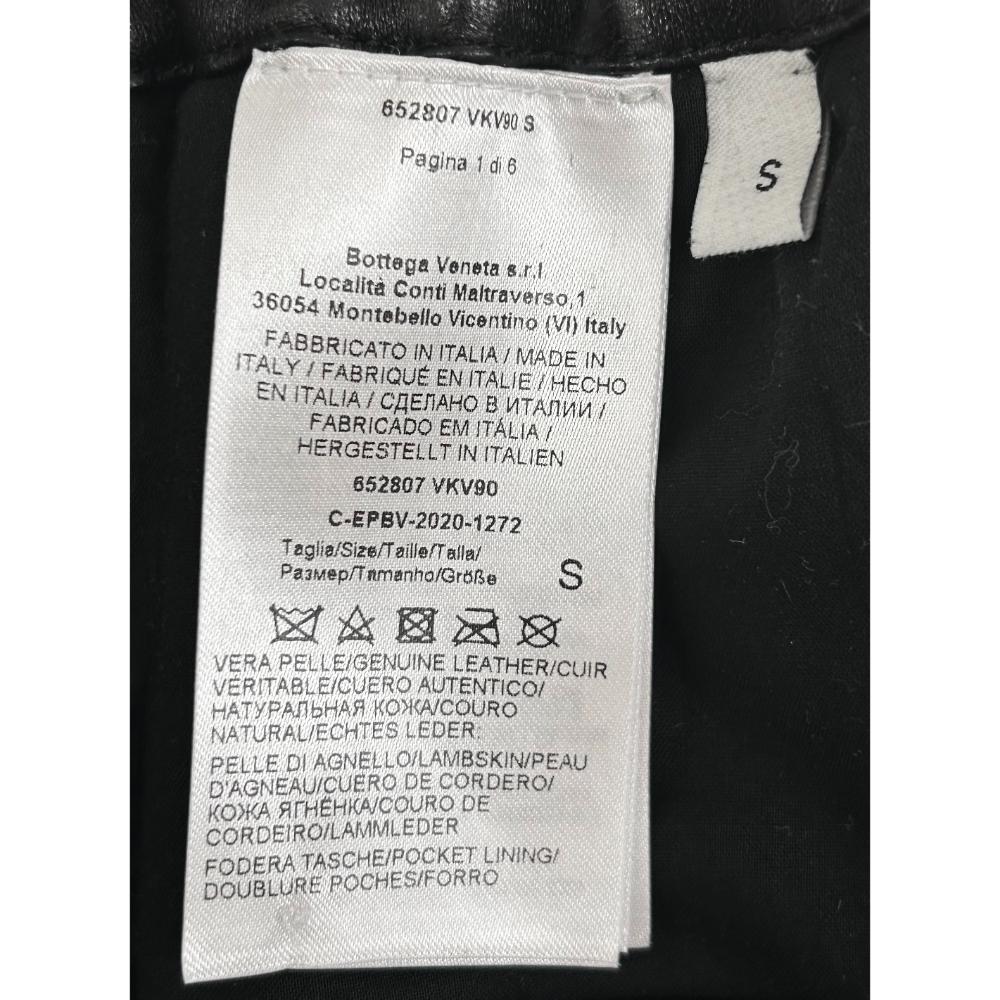 652807 VKV90 S
Pagina 1 di 6
S
Bottega Veneta s.r.l
Località Conti Maltraverso,1
36054 Montebello Vicentino (VI) Italy
FABBRICATO IN ITALIA / MADE IN
ITALY / FABRIQUÉ EN ITALIE / HECHO
EN ITALIA / СДЕЛАНО В ИТАЛИИ /
FABRICADO EM ITÁLIA /
HERGESTELLT IN ITALIEN
652807 VKV90
C-EPBV-2020-1272
Taglia/Size/Taille/Talla/
Размер/Tamanho/Größe S
VERA PELLE/GENUINE LEATHER/CUIR
VÉRITABLE/CUERO AUTENTICO/
НАТУРАЛЬНАЯ КОЖА/COURO
NATURAL/ECHTES LEDER:
PELLE DI AGNELLO/LAMBSKIN/PEAU
D'AGNEAU/CUERO DE CORDERO/
КОЖА ЯГНЁНКА/COURO DE
CORDEIRO/LAMMLEDER
FODERA TASCHE/POCKET LINING/
DOUBLURE POCHES/FORRO